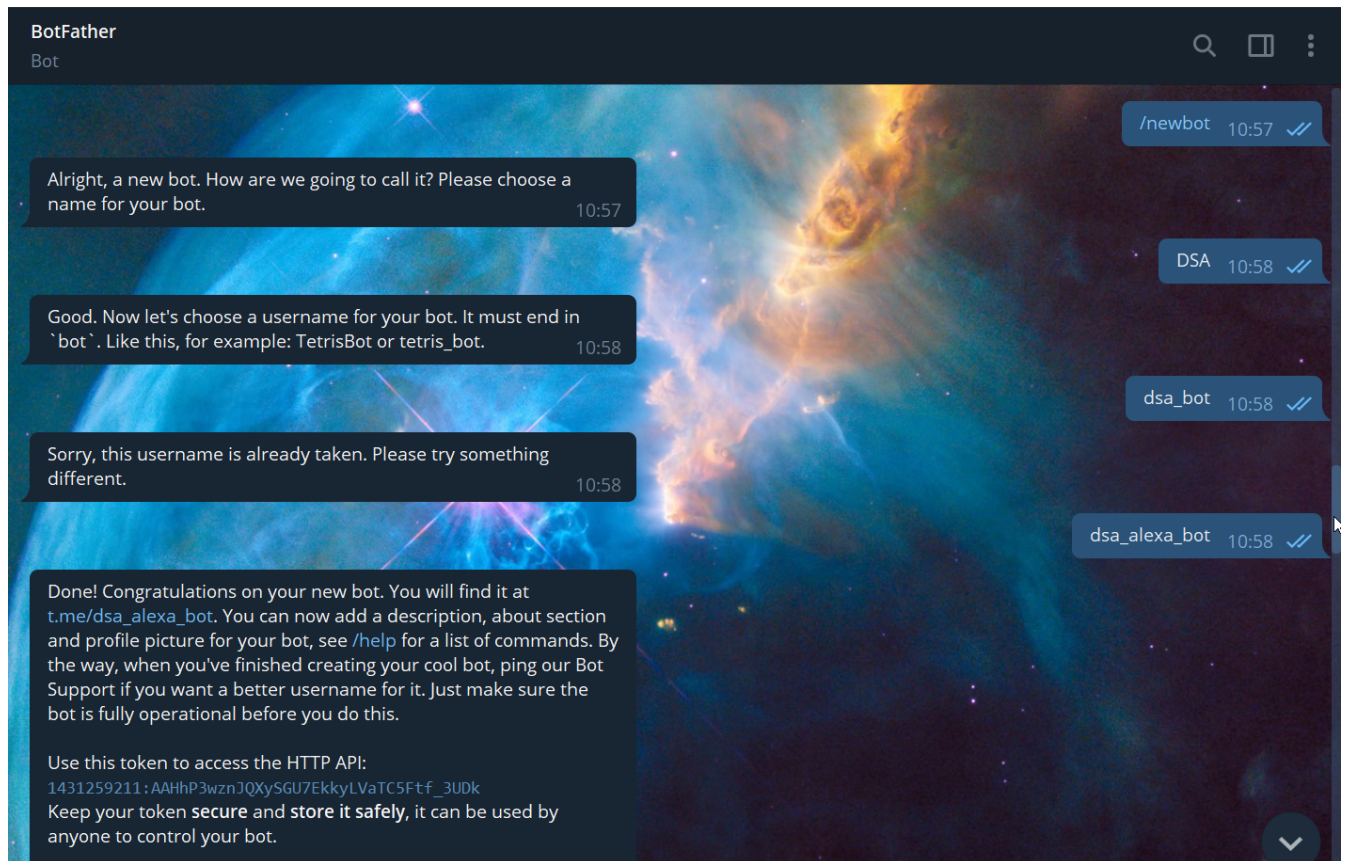 BotFather
Bot
/newbot 10:57
Alright, a new bot. How are we going to call it? Please choose a
name for your bot.
10:57
DSA 10:58
Good. Now let's choose a username for your bot. It must end in
`bot`. Like this, for example: TetrisBot or tetris_bot.
10:58
dsa_bot 10:58
Sorry, this username is already taken. Please try something
different.
10:58
dsa_alexa_bot 10:58
Done! Congratulations on your new bot. You will find it at
t.me/dsa_alexa_bot. You can now add a description, about section
and profile picture for your bot, see /help for a list of commands. By
the way, when you've finished creating your cool bot, ping our Bot
Support if you want a better username for it. Just make sure the
bot is fully operational before you do this.
Use this token to access the HTTP API:
1431259211:AAHhP3wznJQXySGU7EkkyLVaTC5Ftf_3UDk
Keep your token secure and store it safely, it can be used by
anyone to control your bot.